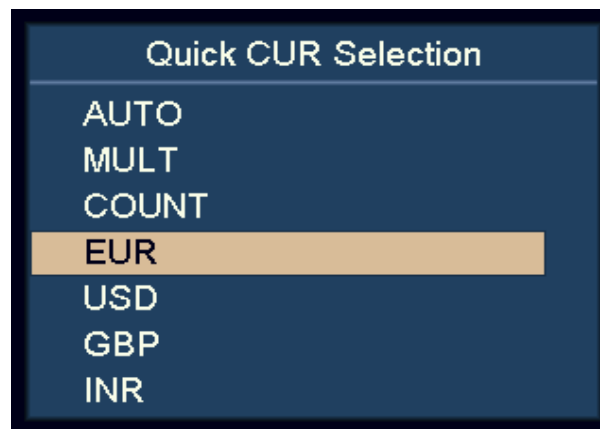 Quick CUR Selection
AUTO
MULT
COUNT
EUR
USD
GBP
INR